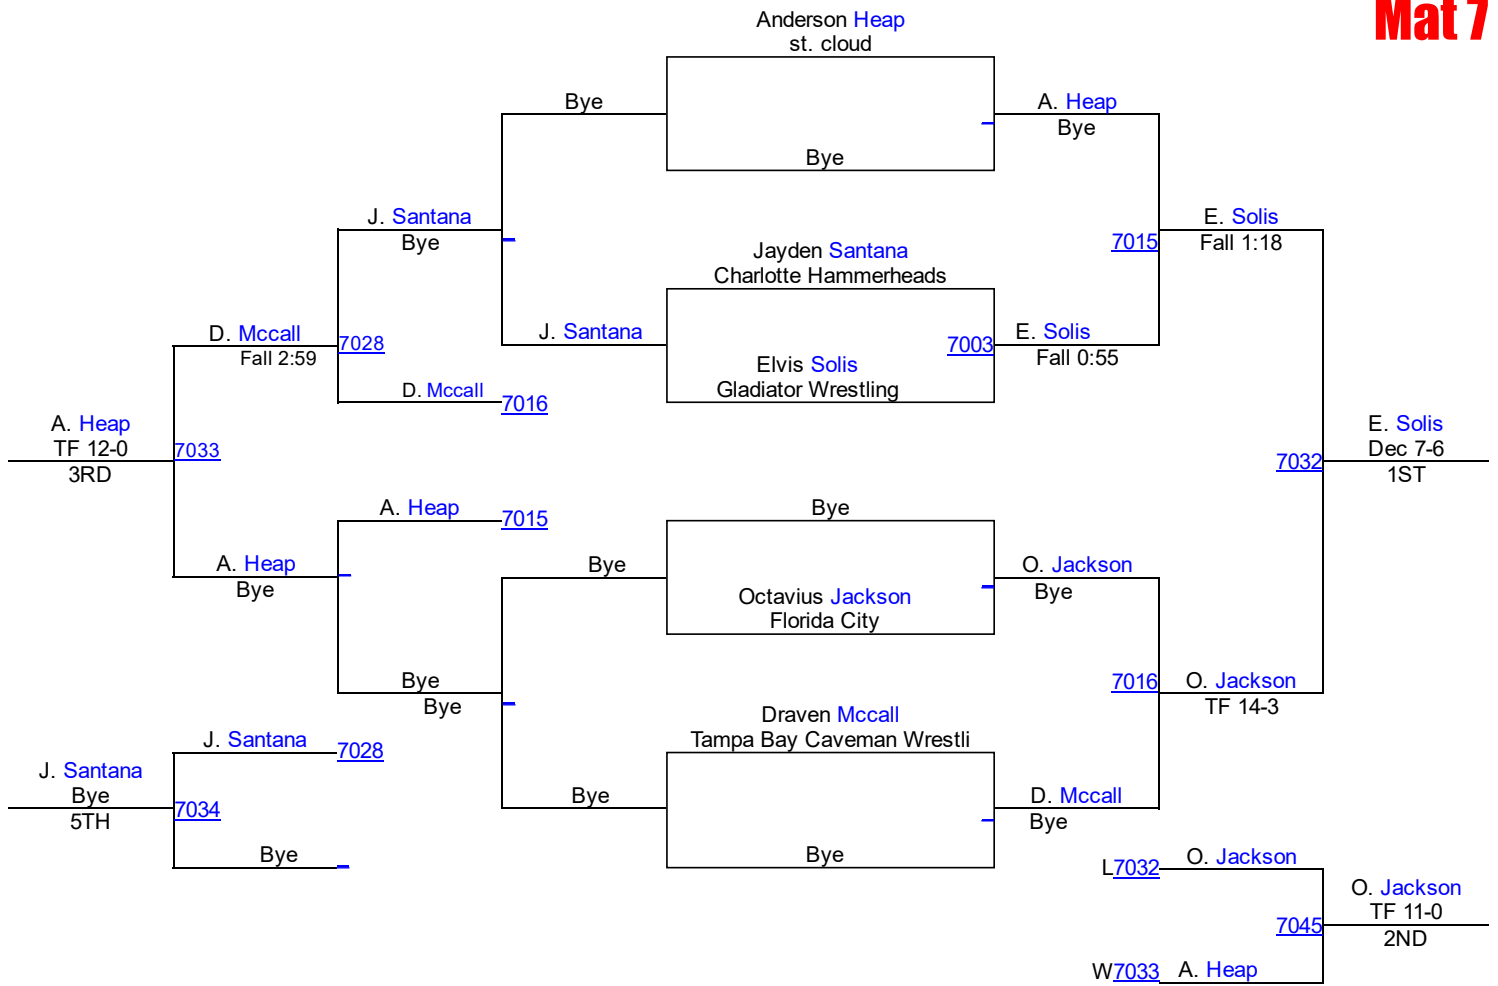 Mat 7
Anderson Heap
st. cloud
Bye
A. Heap
Bye
Bye
J. Santana
Bye
E. Solis
7015
Fall 1:18
Jayden Santana
Charlotte Hammerheads
D. Mccall
7028
Fall 2:59
J. Santana
7003
E. Solis
Fall 0:55
Elvis Solis
Gladiator Wrestling
D. Mccall
7016
A. Heap
TF 12-0
7033
3RD
E. Solis
Dec 7-6
7032
1ST
A. Heap
7015
Bye
A. Heap
Bye
Bye
O. Jackson
Bye
Octavius Jackson
Florida City
Bye
Bye
7016
O. Jackson
TF 14-3
Draven Mccall
Tampa Bay Caveman Wrestli
J. Santana
7028
J. Santana
Bye
7034
5TH
Bye
D. Mccall
Bye
Bye
Bye
L7032
O. Jackson
O. Jackson
TF 11-0
7045
2ND
W7033
A. Heap